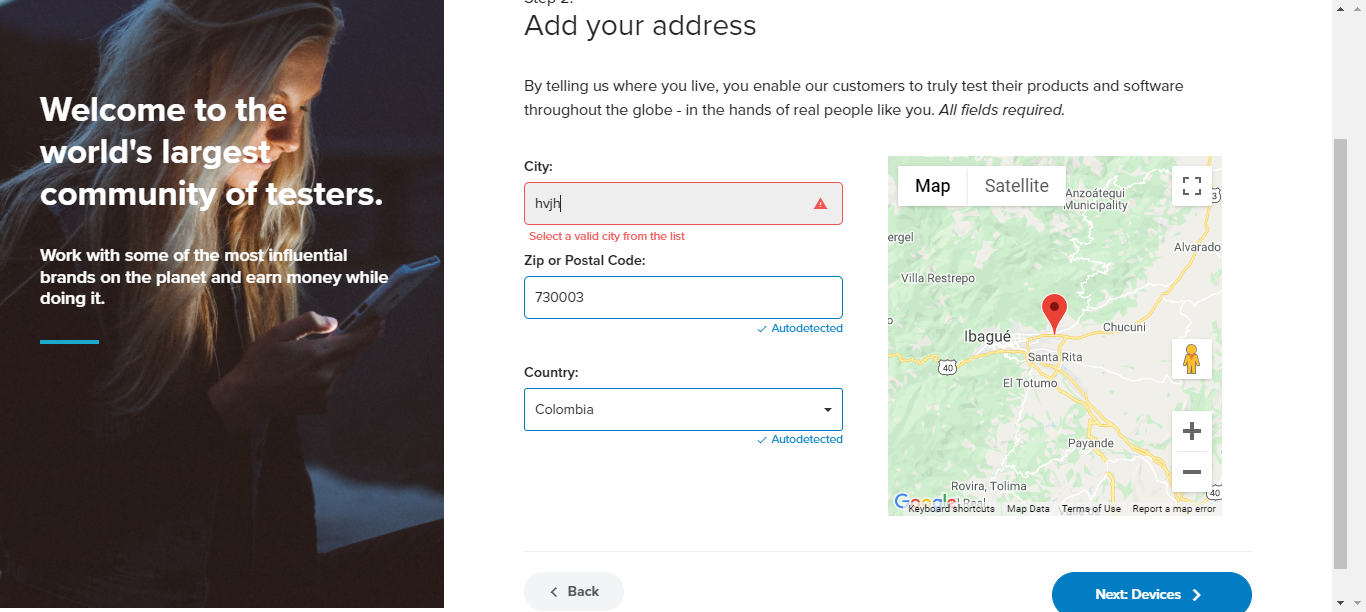 Step 2:
Add your address
Welcome to the
world's largest
community of testers.
Work with some of the most influential
brands on the planet and earn money while
doing it.
By telling us where you live, you enable our customers to truly test their products and software
throughout the globe - in the hands of real people like you. All fields required.
City:
hvjh
Select a valid city from the list
Zip or Postal Code:
730003
Autodetected
Country:
Colombia
Autodetected
Map
Satellite
Anzoátegui
Municipality
3
ergel
Alvarado
Villa Restrepo
Ibagué
Chucuni
Santa Rita
40
El Totumo
Payande
Rovira, Tolima
40
Google
Keyboard shortcuts
Map Data
Terms of Use
Report a map error
Back
Next: Devices